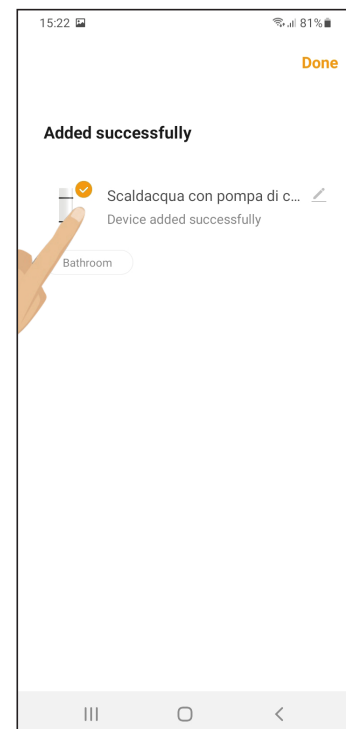 15:22 81%
Done
Added successfully
Scaldacqua con pompa di c...
Device added successfully
Bathroom